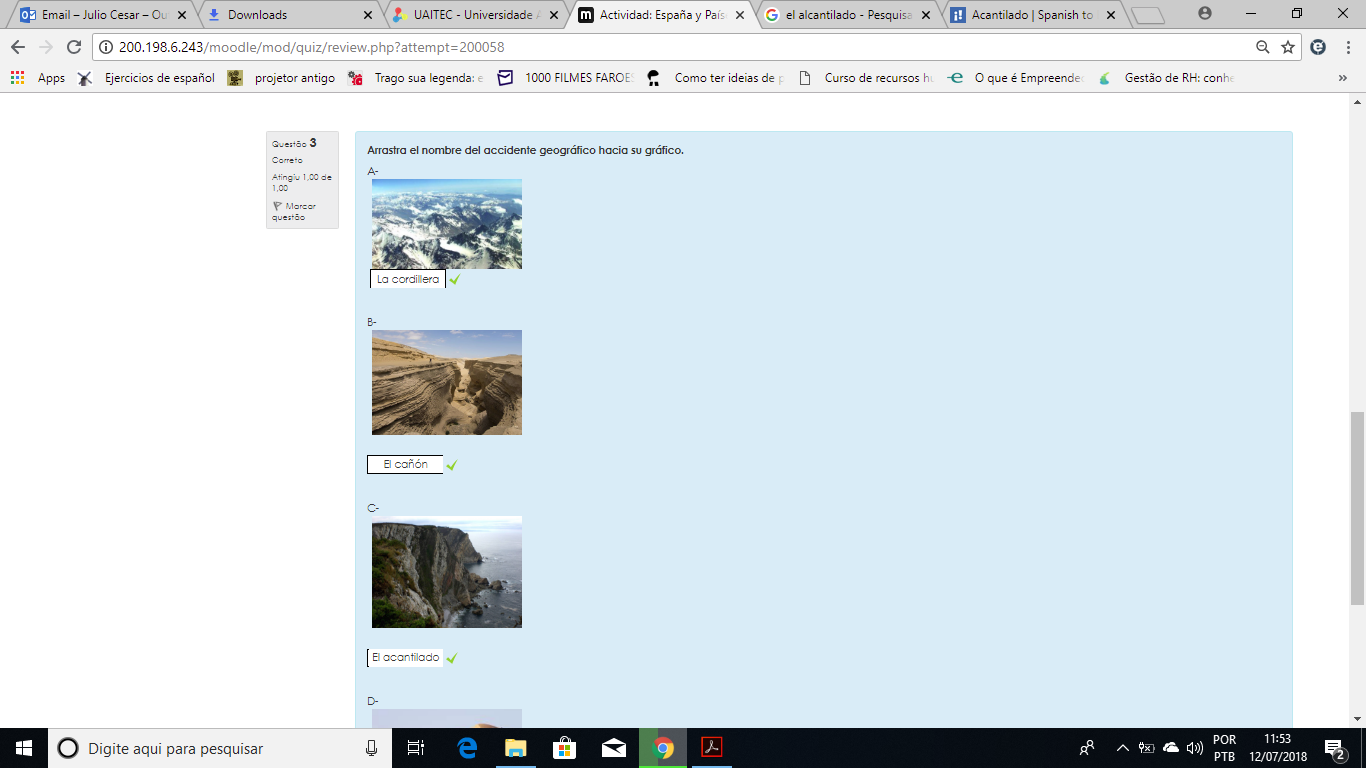 Email – Julio Cesar – Ou
Downloads
UAITEC - Universidade A
Actividad: España y País
el alcantilado - Pesquisa
Acantilado | Spanish to
200.198.6.243/moodle/mod/quiz/review.php?attempt=200058
Apps
Ejercicios de español
projetor antigo
Trago sua legenda: e
1000 FILMES FAROES
Como ter ideias de p
Curso de recursos hu
O que é Empreende
Gestão de RH: conhe
»
Questão 3
Correto
Atingiu 1,00 de
1,00
Marcar
questão
Arrastra el nombre del accidente geográfico hacia su gráfico.
A-
La cordillera
B-
El cañón
C-
El acantilado
D-
Digite aqui para pesquisar
POR
PTB
11:53
12/07/2018
2